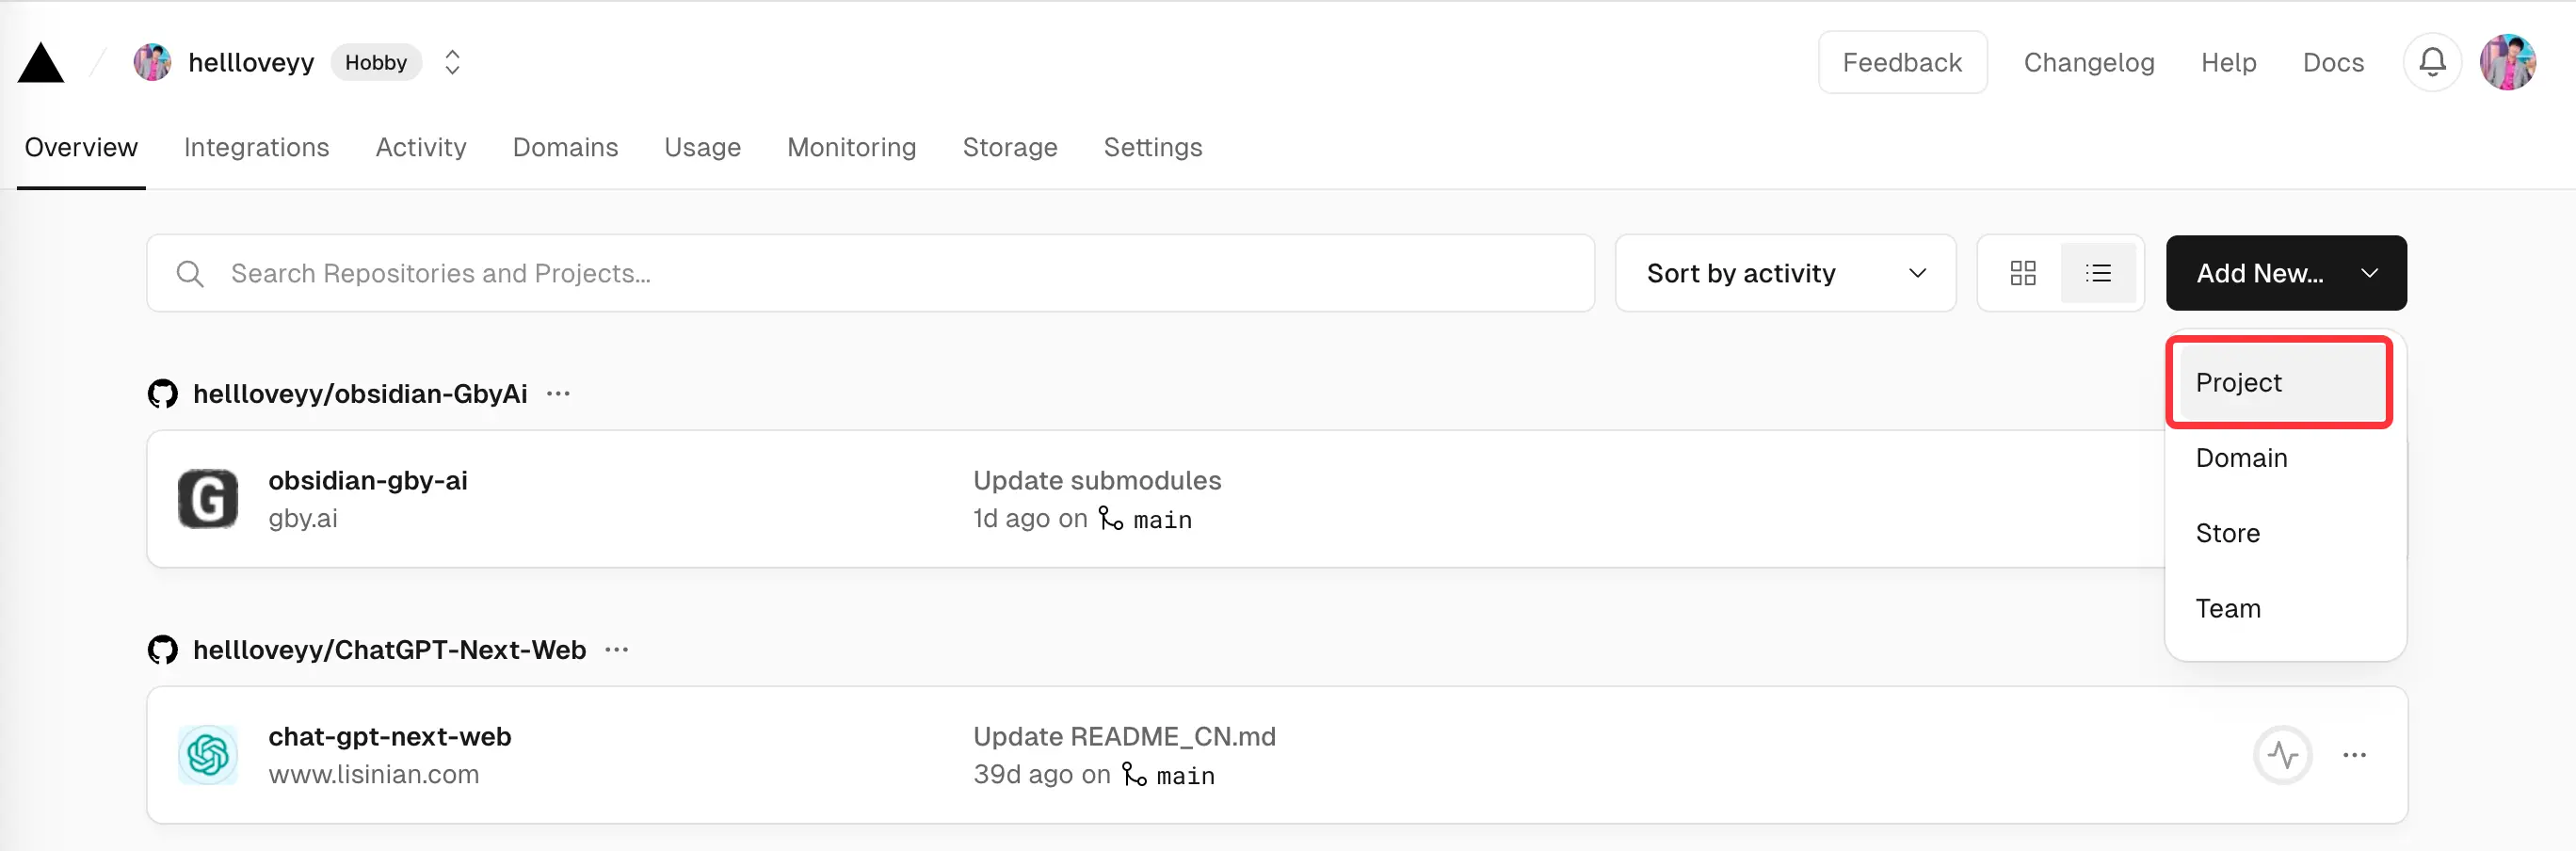 hellloveyy Hobby
Feedback Changelog Help Docs
Overview Integrations Activity Domains Usage Monitoring Storage Settings
Search Repositories and Projects...
Sort by activity
Add New...
Project
Domain
Store
Team
hellloveyy/obsidian-GbyAi ...
G
obsidian-gby-ai
gby.ai
Update submodules
1d ago on main
hellloveyy/ChatGPT-Next-Web ...
chat-gpt-next-web
www.lisinian.com
Update README_CN.md
39d ago on main